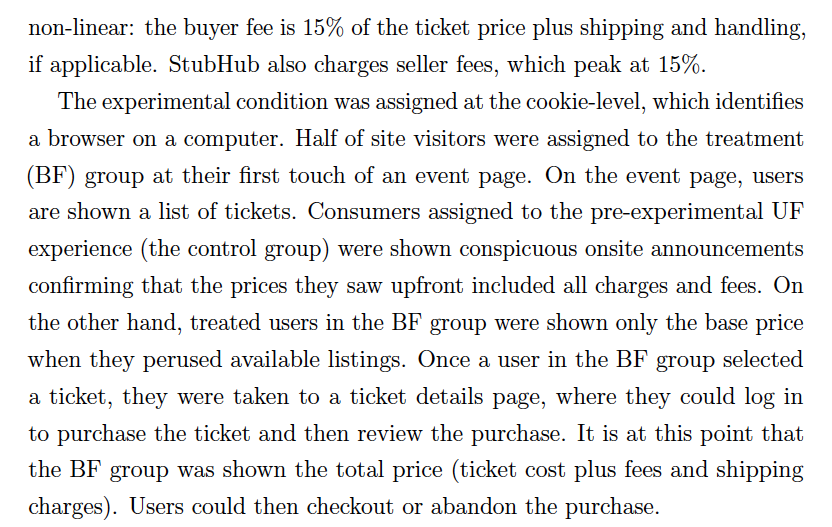 non-linear: the buyer fee is 15% of the ticket price plus shipping and handling,
if applicable. StubHub also charges seller fees, which peak at 15%.
The experimental condition was assigned at the cookie-level, which identifies
a browser on a computer. Half of site visitors were assigned to the treatment
(BF) group at their first touch of an event page. On the event page, users
are shown a list of tickets. Consumers assigned to the pre-experimental UF
experience (the control group) were shown conspicuous onsite announcements
confirming that the prices they saw upfront included all charges and fees. On
the other hand, treated users in the BF group were shown only the base price
when they perused available listings. Once a user in the BF group selected
a ticket, they were taken to a ticket details page, where they could log in
to purchase the ticket and then review the purchase. It is at this point that
the BF group was shown the total price (ticket cost plus fees and shipping
charges). Users could then checkout or abandon the purchase.